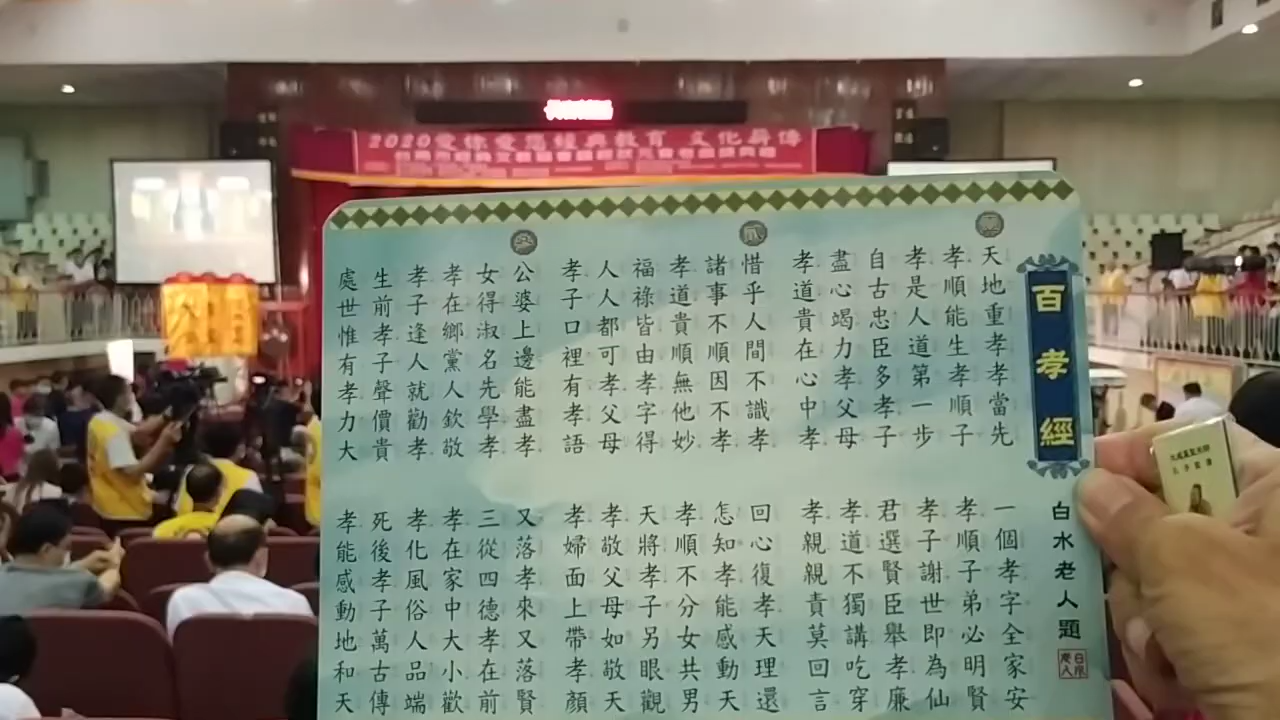 2020 經典教育 文化
百孝經
白水老人題
壹
天地重孝孝當先 一個孝字全家安
孝順能生孝順子 孝順子弟必明賢
孝是人道第一步 孝子謝世即為仙
自古忠臣多孝子 君選賢臣舉孝廉
盡心竭力孝父母 孝道不獨講吃穿
孝道貴在心中孝 孝親親責莫回言
貳
惜乎人間不識孝 回心復孝天理還
諸事不順因不孝 怎知孝能感動天
孝道貴順無他妙 孝順不分女共男
福祿皆由孝字得 天將孝子另眼觀
人人都可孝父母 孝敬父母如敬天
孝子口裡有孝語 孝婦面上帶孝顏
叁
公婆上邊能盡孝 又落孝來又落賢
女得淑名先學孝 三從四德孝在前
孝在鄉黨人欽敬 孝在家中大小歡
孝子逢人就勸孝 孝化風俗人品端
生前孝子聲價貴 死後孝子萬古傳
處世惟有孝力大 孝能感動地和天